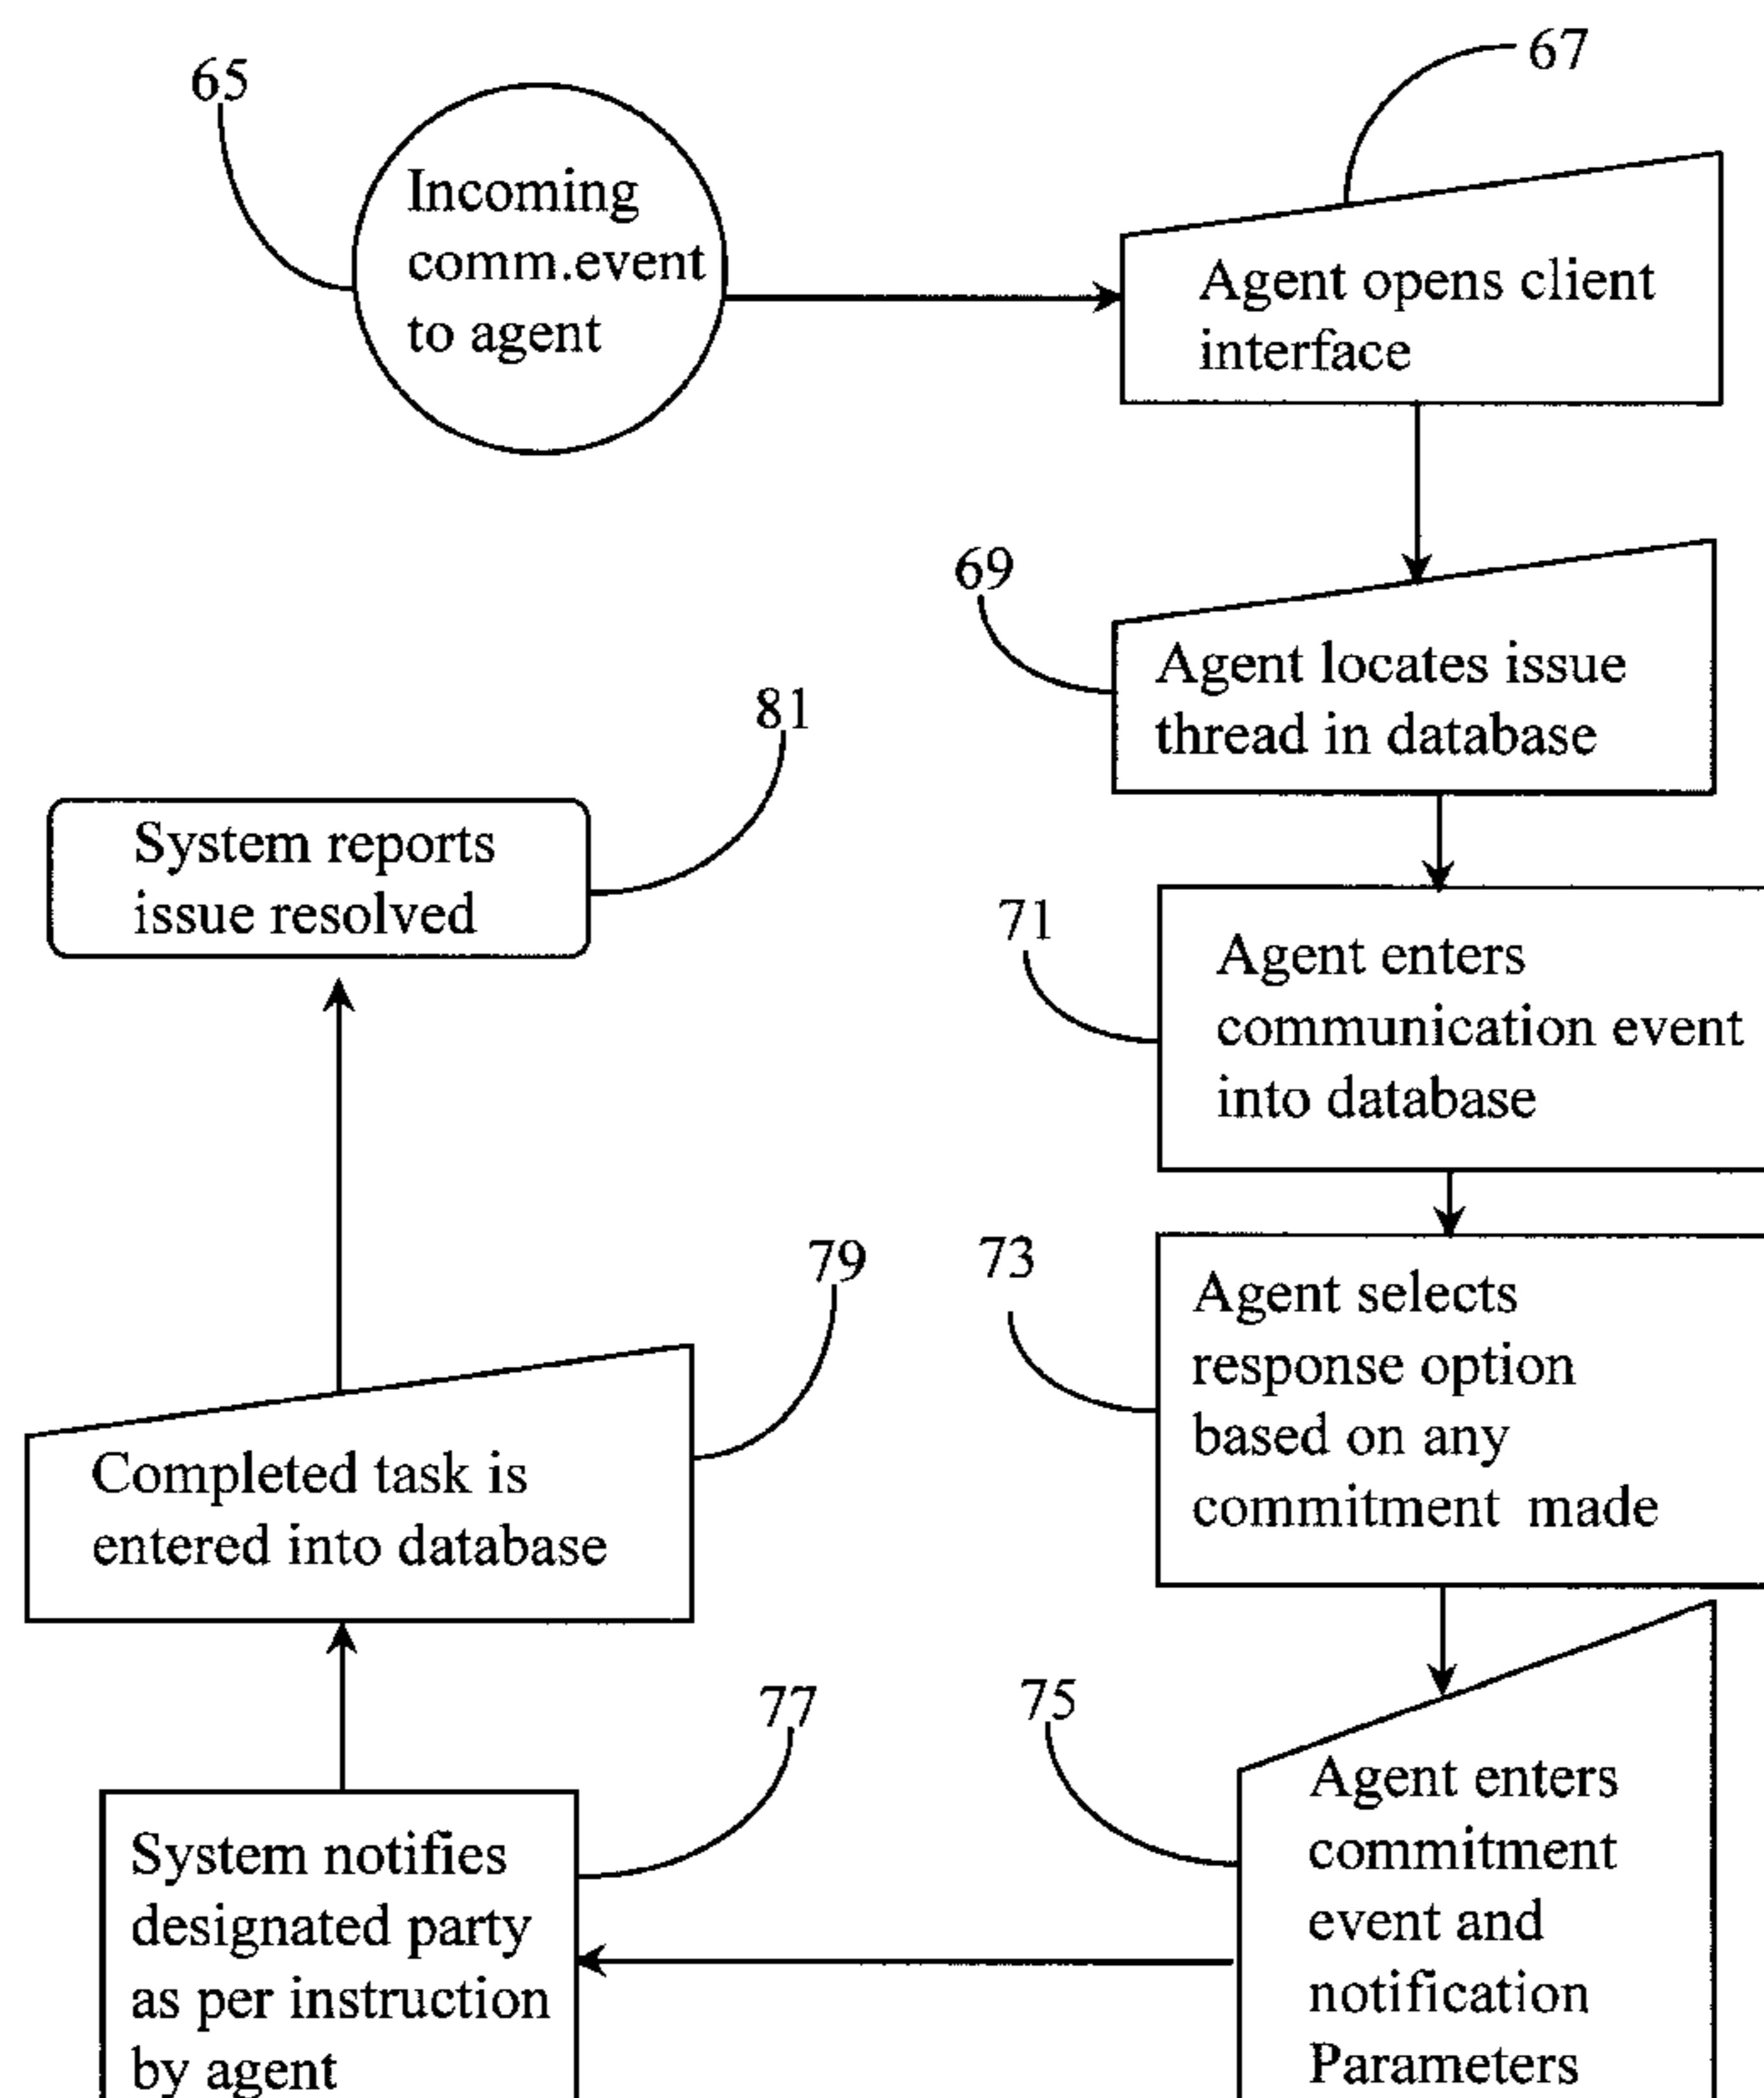 65
Incoming
comm.event
to agent
67
Agent opens client
interface
69
Agent locates issue
thread in database
71
Agent enters
communication event
into database
73
Agent selects
response option
based on any
commitment made
75
Agent enters
commitment
event and
notification
Parameters
77
System notifies
designated party
as per instruction
by agent
79
Completed task is
entered into database
81
System reports
issue resolved